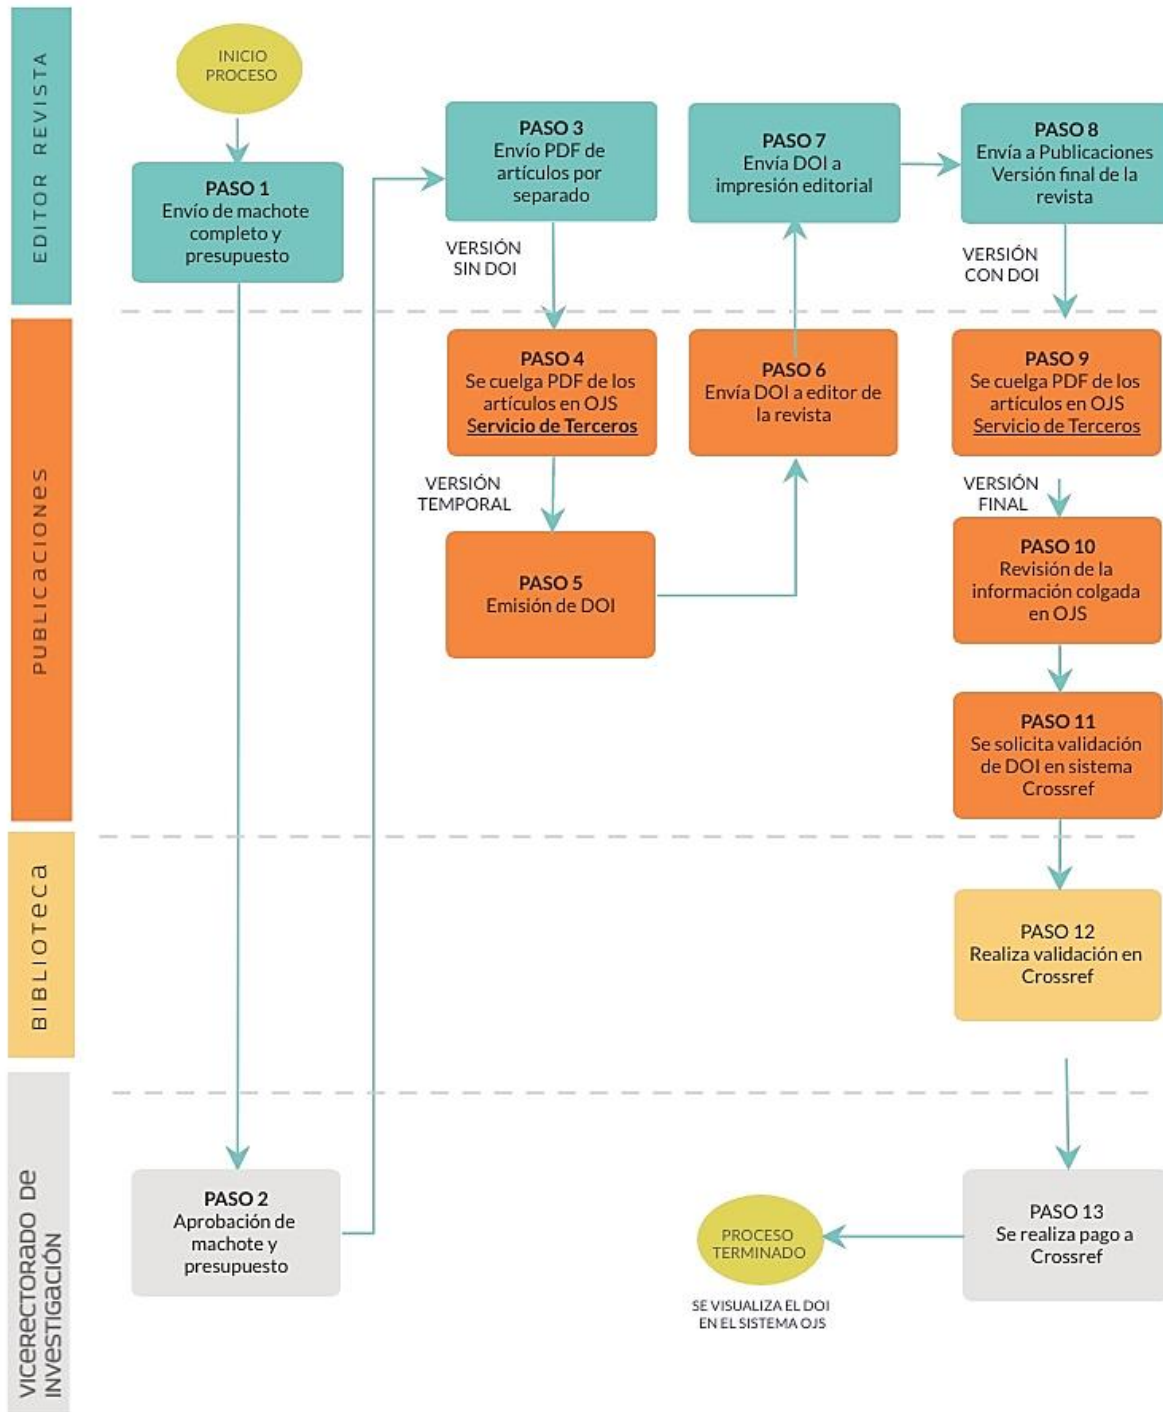 EDITOR REVISTA
INICIO
PROCESO
PASO 1
Envío de machote
completo y
presupuesto
PASO 3
Envío PDF de
artículos por
separado
VERSIÓN
SIN DOI
PASO 7
Envía DOI a
impresión editorial
PASO 8
Envía a Publicaciones
Versión final de la
revista
VERSIÓN
CON DOI
PUBLICACIONES
PASO 4
Se cuelga PDF de los
artículos en OJS
Servicio de Terceros
VERSIÓN
TEMPORAL
PASO 5
Emisión de DOI
PASO 6
Envía DOI a editor de
la revista
PASO 9
Se cuelga PDF de los
artículos en OJS
Servicio de Terceros
VERSIÓN
FINAL
PASO 10
Revisión de la
información colgada
en OJS
PASO 11
Se solicita validación
de DOI en sistema
Crossref
BIBLIOTECA
PASO 12
Realiza validación en
Crossref
VICERECTORADO DE
INVESTIGACIÓN
PASO 2
Aprobación de
machote y
presupuesto
PASO 13
Se realiza pago a
Crossref
PROCESO
TERMINADO
SE VISUALIZA EL DOI
EN EL SISTEMA OJS